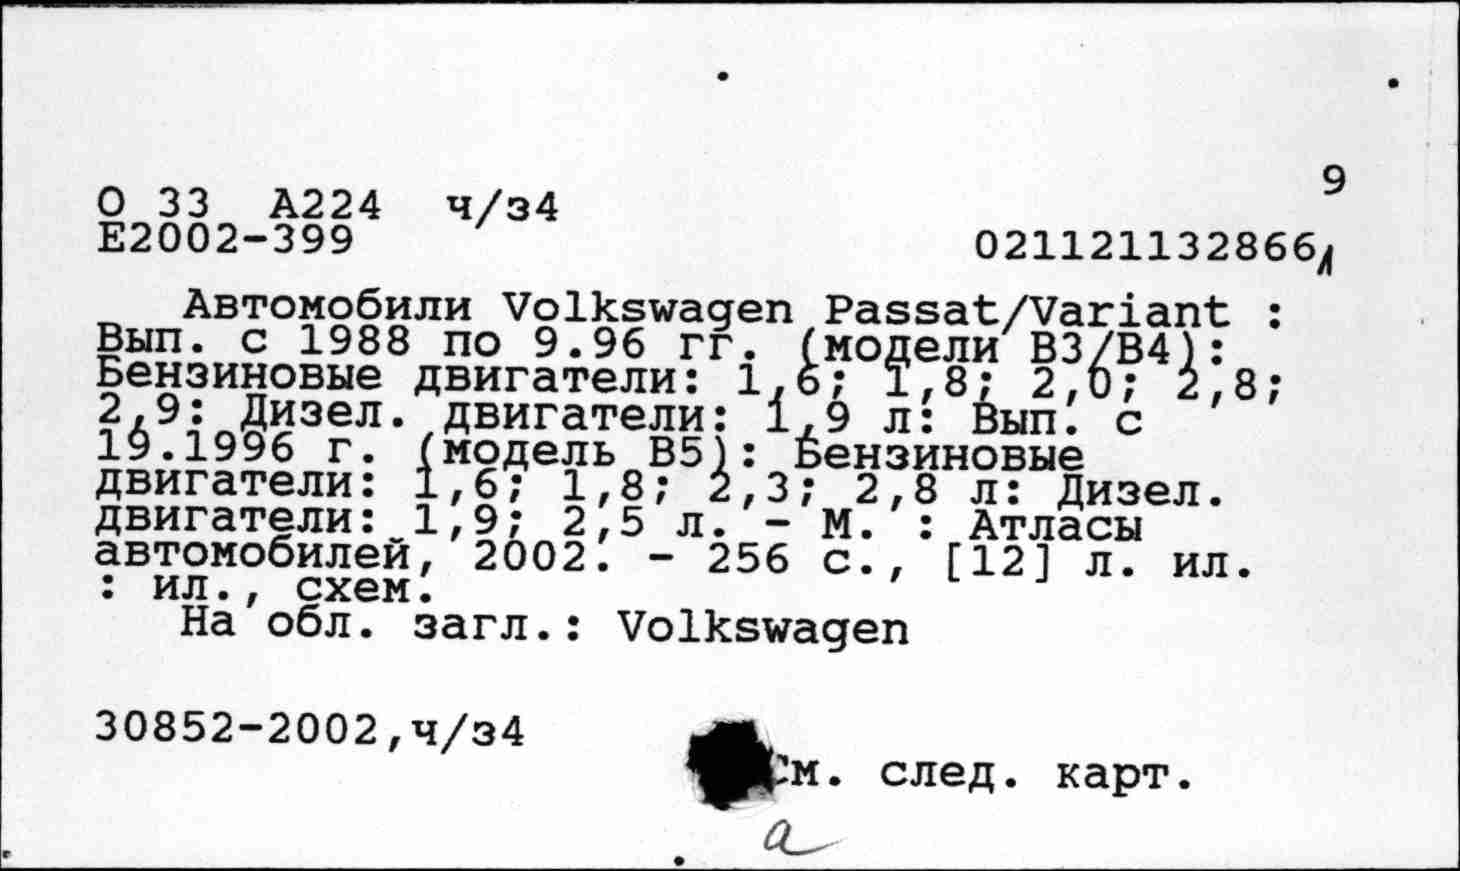 9
О 33 А224 ч/з4
Е2002-399 021121132866д
Автомобили Volkswagen Passat/Variant :
Вып. с 1988 по 9.96 гг. (модели В3/В4):
Бензиновые двигатели: 1,6; 1,8; 2,0; 2,8;
2,9: Дизел. двигатели: 1,9 л: Вып. с
19.1996 г. (модель В5): Бензиновые
двигатели: 1,6; 1,8; 2,3; 2,8 л: Дизел.
двигатели: 1,9; 2,5 л. - М. : Атласы
автомобилей, 2002. - 256 с., [12] л. ил.
: ил., схем.
На обл. загл.: Volkswagen
30852-2002,ч/з4
См. след. карт.
а